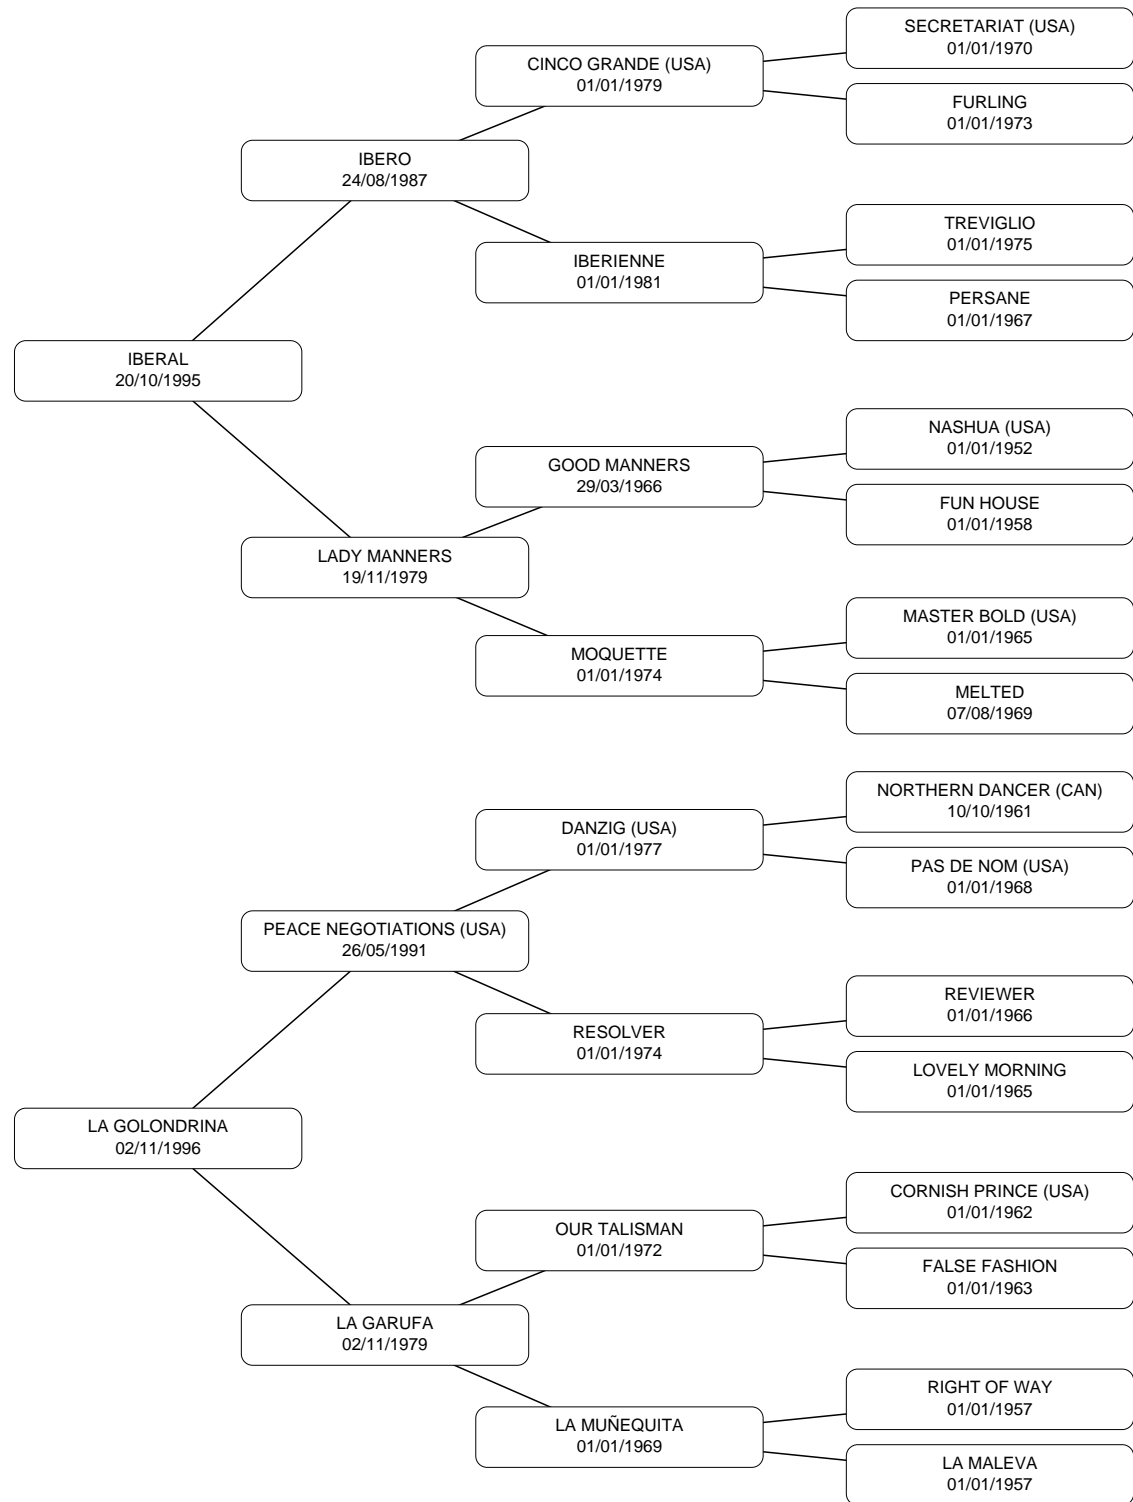 SECRETARIAT (USA)
01/01/1970
CINCO GRANDE (USA)
01/01/1979
FURLING
01/01/1973
IBERO
24/08/1987
TREVIGLIO
01/01/1975
IBERIENNE
01/01/1981
PERSANE
01/01/1967
IBERAL
20/10/1995
NASHUA (USA)
01/01/1952
GOOD MANNERS
29/03/1966
FUN HOUSE
01/01/1958
LADY MANNERS
19/11/1979
MASTER BOLD (USA)
01/01/1965
MOQUETTE
01/01/1974
MELTED
07/08/1969
NORTHERN DANCER (CAN)
10/10/1961
DANZIG (USA)
01/01/1977
PAS DE NOM (USA)
01/01/1968
PEACE NEGOTIATIONS (USA)
26/05/1991
REVIEWER
01/01/1966
RESOLVER
01/01/1974
LOVELY MORNING
01/01/1965
LA GOLONDRINA
02/11/1996
CORNISH PRINCE (USA)
01/01/1962
OUR TALISMAN
01/01/1972
FALSE FASHION
01/01/1963
LA GARUFA
02/11/1979
RIGHT OF WAY
01/01/1957
LA MUÑEQUITA
01/01/1969
LA MALEVA
01/01/1957